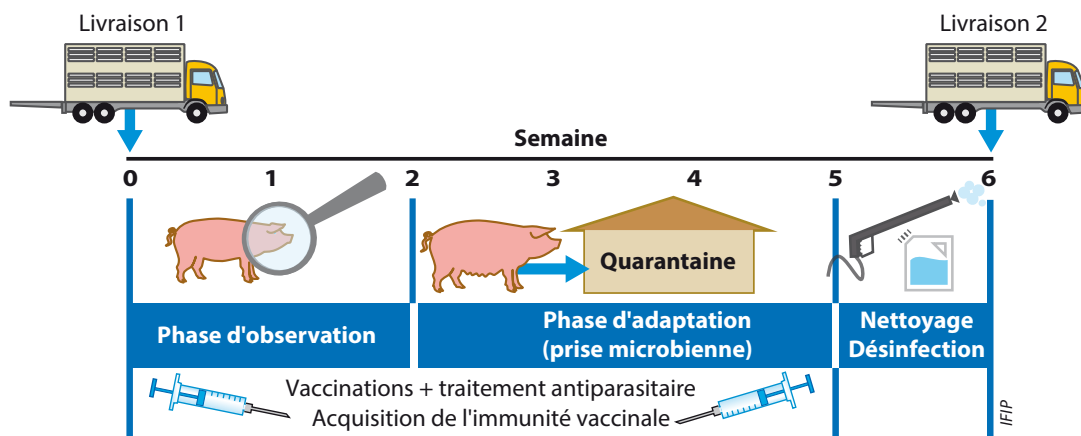 Livraison 1
Livraison 2
Semaine
0 1 2 3 4 5 6
Quarantaine
Phase d'observation
Phase d'adaptation
(prise microbienne)
Nettoyage
Désinfection
Vaccinations + traitement antiparasitaire
Acquisition de l'immunité vaccinale
IFIP